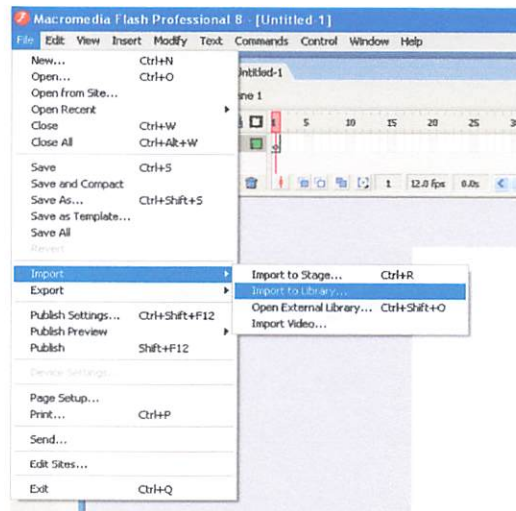 Macromedia Flash Professional 8 - [Untitled-1]
File Edit View Insert Modify Text Commands Control Window Help
New... Ctrl+N
Open... Ctrl+O
Open from Site...
Open Recent
Close Ctrl+W
Close All Ctrl+Alt+W
Save Ctrl+S
Save and Compact
Save As... Ctrl+Shift+S
Save as Template...
Save All
Revert
Import
Export
Publish Settings... Ctrl+Shift+F12
Publish Preview
Publish Shift+F12
Device Settings...
Page Setup...
Print... Ctrl+P
Send...
Edit Sites...
Exit Ctrl+Q
ntitled-1
ne 1
1 5 10 15 20 25
1 12.0 fps 0.0s
Import to Stage... Ctrl+R
Import to Library...
Open External Library... Ctrl+Shift+O
Import Video...